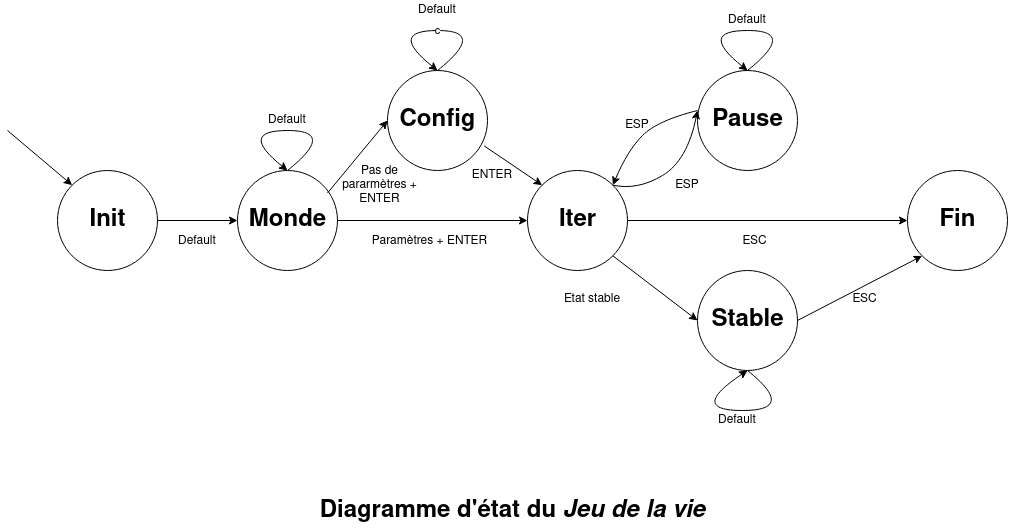 Default
c
Default
Config
Pause
Default
ESP
Pas de
pararmètres +
ENTER
ENTER
ESP
Init
Monde
Iter
Fin
Default
Paramètres + ENTER
ESC
Etat stable
ESC
Stable
Default
Diagramme d'état du Jeu de la vie